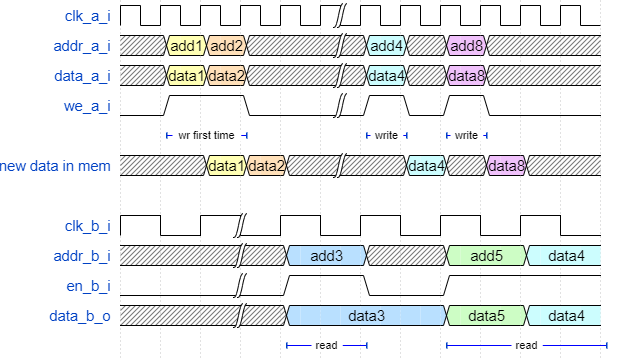 clk_a_i
addr_a_i add1 add2 add4 add8
data_a_i data1 data2 data4 data8
we_a_i
wr first time write write
new data in mem data1 data2 data4 data8
clk_b_i
addr_b_i add3 add5 data4
en_b_i
data_b_o data3 data5 data4
read read